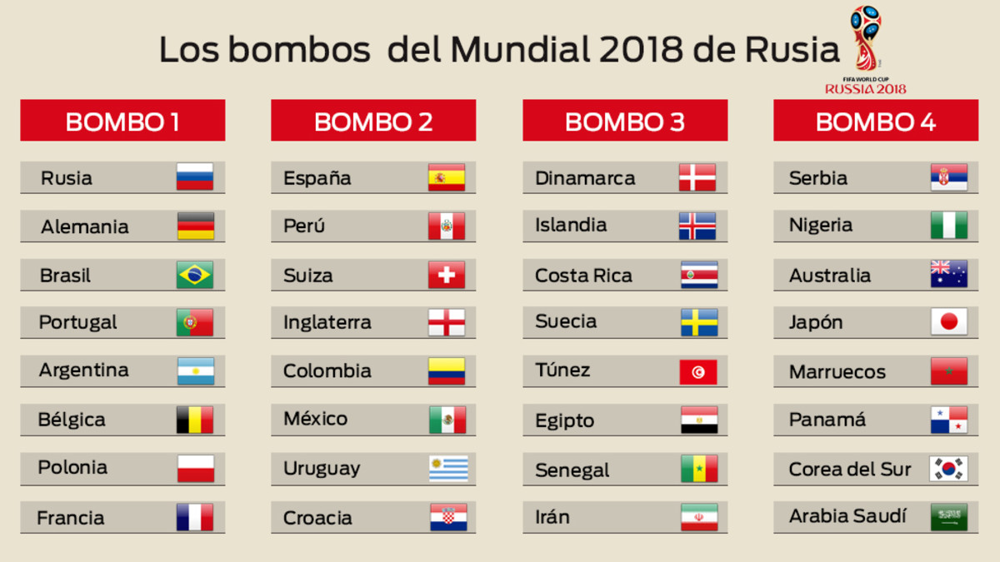 Los bombos del Mundial 2018 de Rusia
FIFA WORLD CUP
RUSSIA 2018
BOMBO 1
Rusia
Alemania
Brasil
Portugal
Argentina
Bélgica
Polonia
Francia
BOMBO 2
España
Perú
Suiza
Inglaterra
Colombia
México
Uruguay
Croacia
BOMBO 3
Dinamarca
Islandia
Costa Rica
Suecia
Túnez
Egipto
Senegal
Irán
BOMBO 4
Serbia
Nigeria
Australia
Japón
Marruecos
Panamá
Corea del Sur
Arabia Saudí